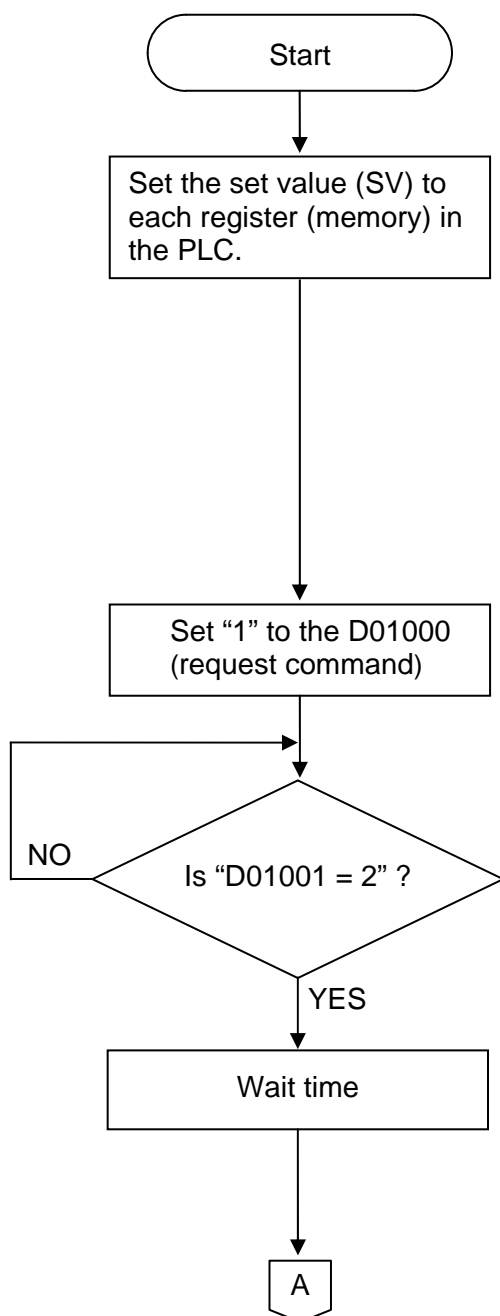 Start
Set the set value (SV) to
each register (memory) in
the PLC.
Set “1” to the D01000
(request command)
NO
Is “D01001 = 2” ?
YES
Wait time
A